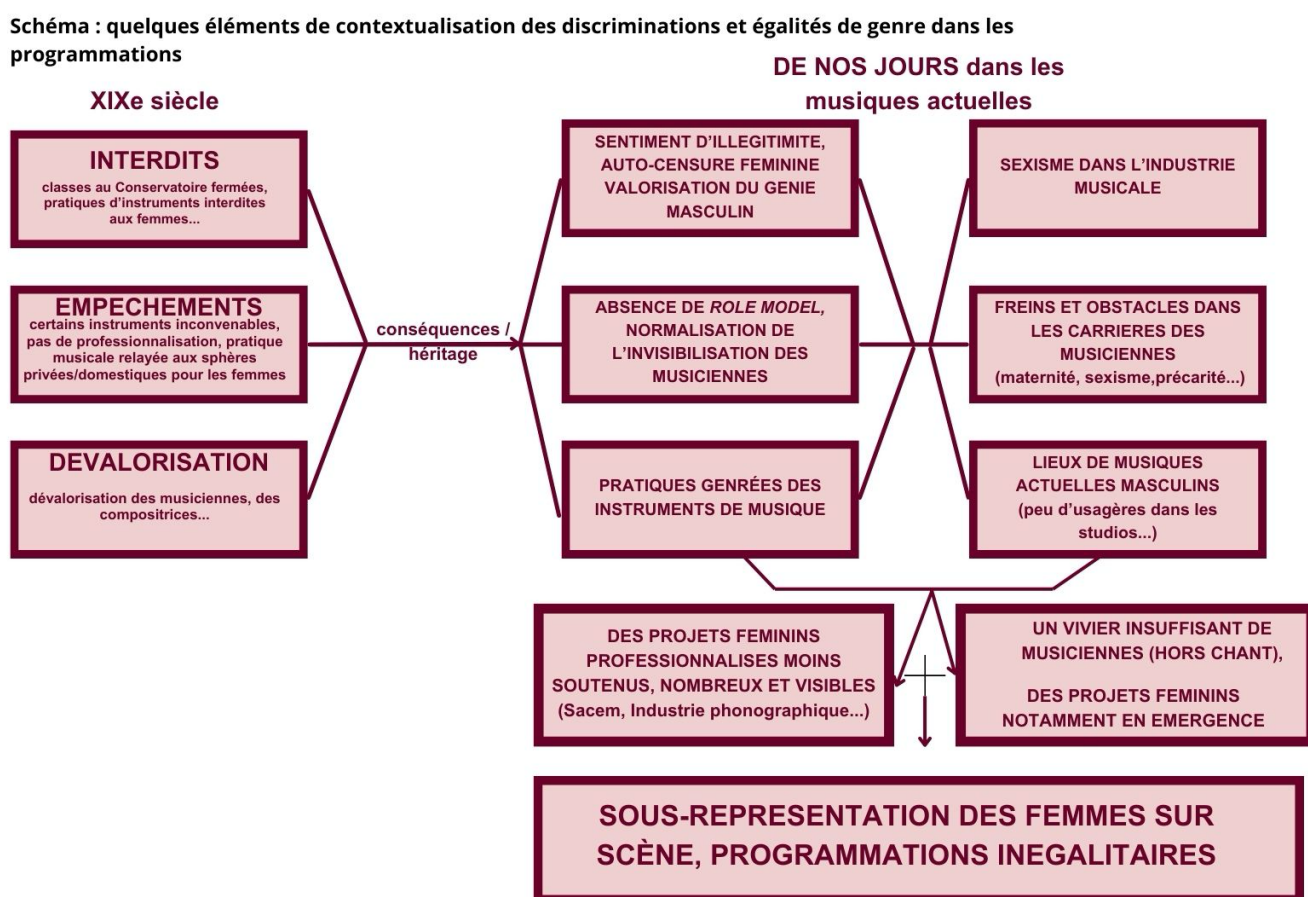 Schéma : quelques éléments de contextualisation des discriminations et égalités de genre dans les
programmations
XIXe siècle
DE NOS JOURS dans les
musiques actuelles
INTERDITS
classes au Conservatoire fermées,
pratiques d'instruments interdites
aux femmes...
EMPECHEMENTS
certains instruments inconvenables,
pas de professionnalisation, pratique
musicale relayée aux sphères
privées/domestiques pour les femmes
DEVALORISATION
dévalorisation des musiciennes, des
compositrices...
conséquences /
héritage
SENTIMENT D'ILLEGITIMITE,
AUTO-CENSURE FEMININE
VALORISATION DU GENIE
MASCULIN
ABSENCE DE ROLE MODEL,
NORMALISATION DE
L'INVISIBILISATION DES
MUSICIENNES
PRATIQUES GENRÉES DES
INSTRUMENTS DE MUSIQUE
SEXISME DANS L'INDUSTRIE
MUSICALE
FREINS ET OBSTACLES DANS
LES CARRIERES DES
MUSICIENNES
(maternité, sexisme,précarité...)
LIEUX DE MUSIQUES
ACTUELLES MASCULINS
(peu d'usagères dans les
studios...)
DES PROJETS FEMININS
PROFESSIONNALISES MOINS
SOUTENUS, NOMBREUX ET VISIBLES
(Sacem, Industrie phonographique...)
UN VIVIER INSUFFISANT DE
MUSICIENNES (HORS CHANT),
DES PROJETS FEMININS
NOTAMMENT EN EMERGENCE
SOUS-REPRESENTATION DES FEMMES SUR
SCÈNE, PROGRAMMATIONS INEGALITAIRES